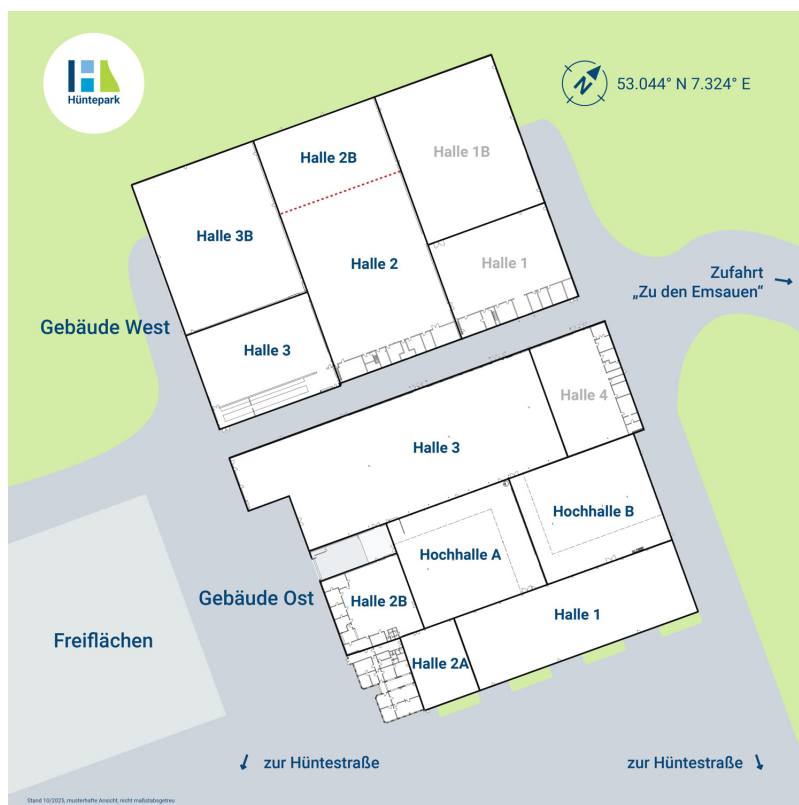 Hüntepark
N
53.044° N 7.324° E
Halle 1B
Halle 2B
Halle 3B
Halle 2
Halle 1
Zufahrt
„Zu den Emsauen“
Gebäude West
Halle 3
Halle 4
Halle 3
Hochhalle B
Hochhalle A
Gebäude Ost
Halle 2B
Halle 1
Freiflächen
Halle 2A
zur Hüntestraße
zur Hüntestraße
Stand 10/2025, musterhafte Ansicht, nicht maßstabsgetreu